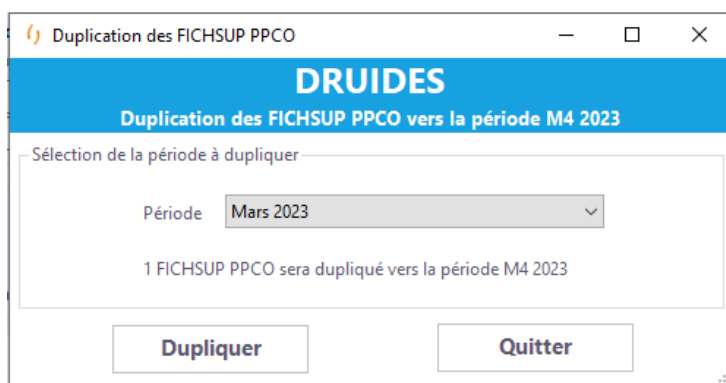 Duplication des FICHSUP PPCO
DRUIDES
Duplication des FICHSUP PPCO vers la période M4 2023
Sélection de la période à dupliquer
Période Mars 2023
1 FICHSUP PPCO sera dupliqué vers la période M4 2023
Dupliquer Quitter